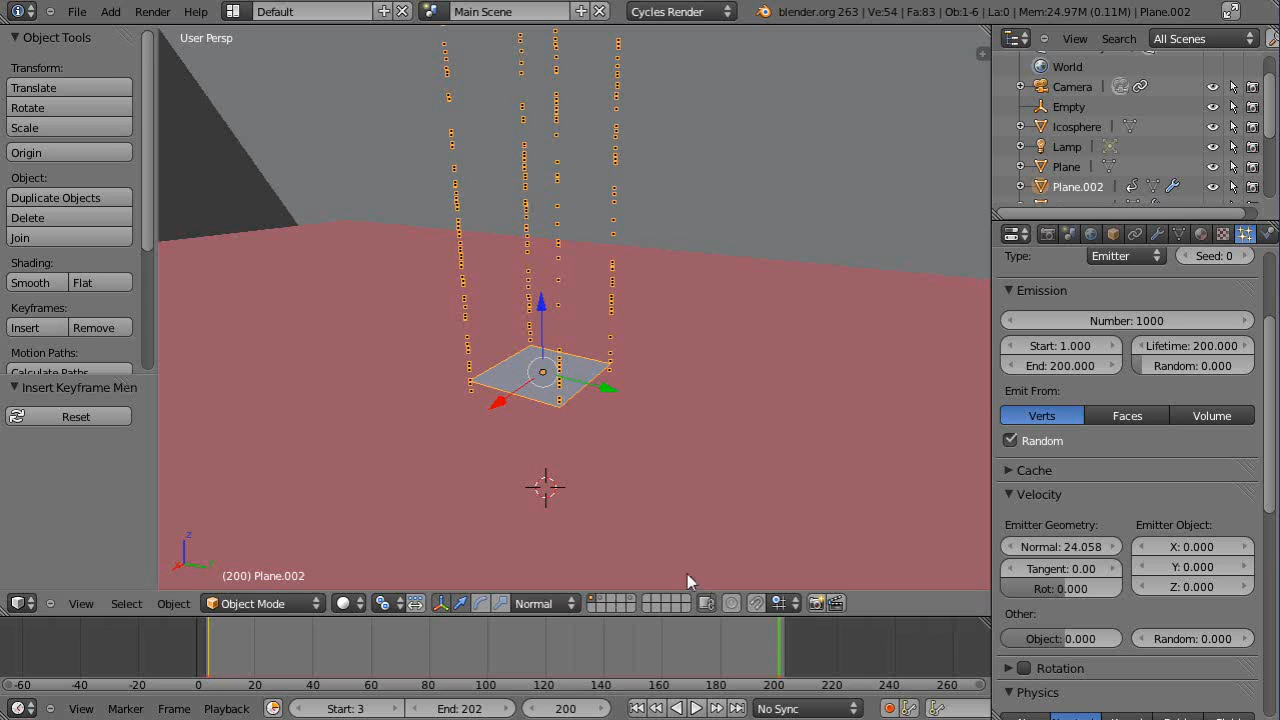 File Add Render Help Default Main Scene Cycles Render blender.org 263 | Ve:54 | Fa:83 | Ob:1-6 | La:0 | Mem:24.97M (0.11M) | Plane.002
Object Tools
Transform:
Translate
Rotate
Scale
Origin
Object:
Duplicate Objects
Delete
Join
Shading:
Smooth Flat
Keyframes:
Insert Remove
Motion Paths:
Calculate Paths
Insert Keyframe Men
Reset
User Persp
z
x
Y
(200) Plane.002
View Search All Scenes
World
Camera
Empty
Icosphere
Lamp
Plane
Plane.002
Type: Emitter Seed: 0
Emission
Number: 1000
Start: 1.000 Lifetime: 200.000
End: 200.000 Random: 0.000
Emit From:
Verts Faces Volume
Random
Cache
Velocity
Emitter Geometry: Emitter Object:
Normal: 24.058 X: 0.000
Tangent: 0.00 Y: 0.000
Rot: 0.000 Z: 0.000
Other:
Object: 0.000 Random: 0.000
Rotation
Physics
View Select Object Object Mode Normal
-60 -40 -20 0 20 40 60 80 100 120 140 160 180 200 220 240 260
View Marker Frame Playback Start: 3 End: 202 200 No Sync